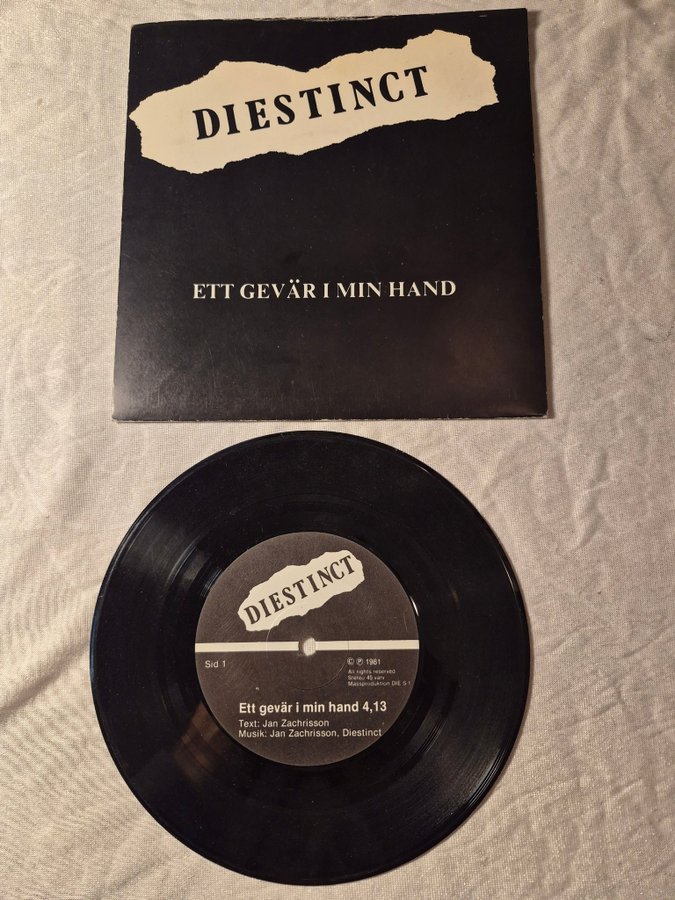 DIESTINCT
ETT GEVÄR I MIN HAND
DIESTINCT
Sid 1
© ℗ 1981
All rights reserved
Stereo 45 varv
Massproduktion DIE S 1
Ett gevär i min hand 4,13
Text: Jan Zachrisson
Musik: Jan Zachrisson, Diestinct